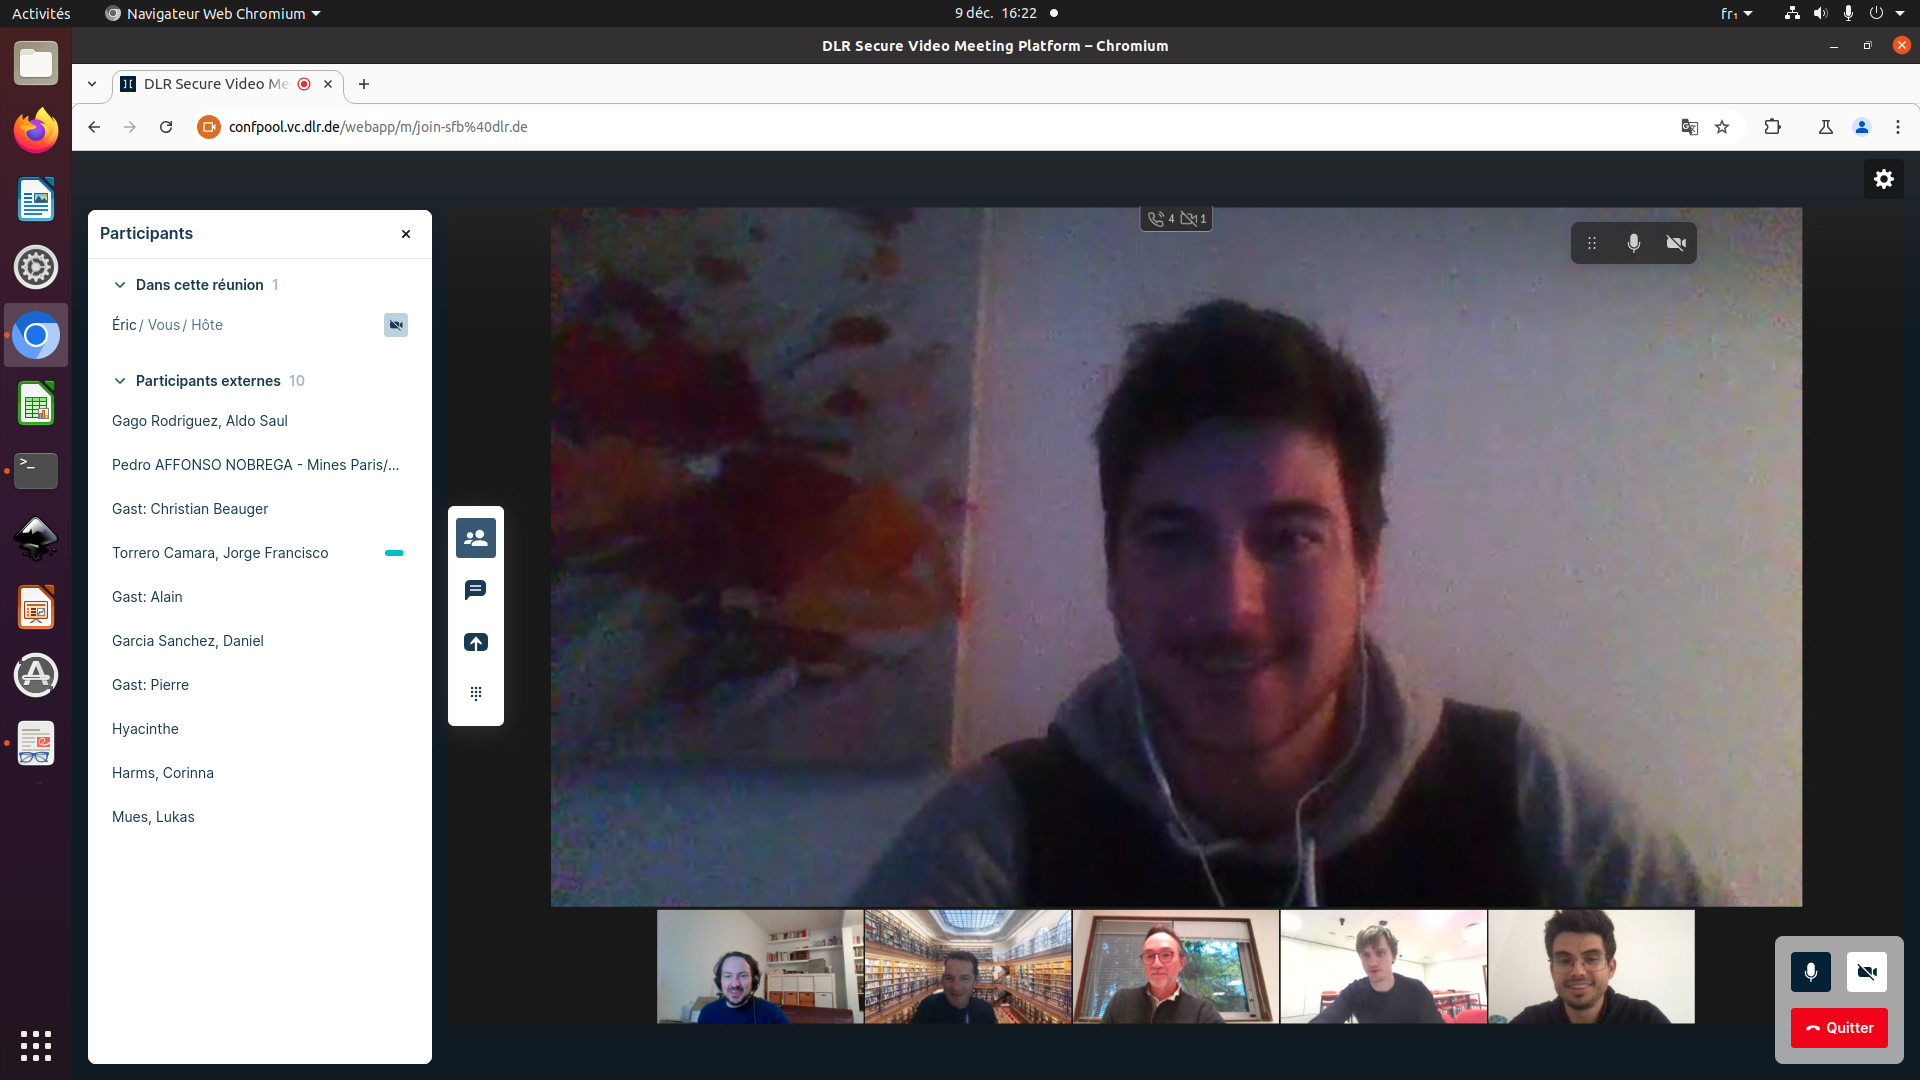 Activités
Navigateur Web Chromium
9 déc. 16:22
fr₁
DLR Secure Video Meeting Platform – Chromium
DLR Secure Video Me
confpool.vc.dlr.de/webapp/m/join-sfb%40dlr.de
4 1
Participants
Dans cette réunion 1
Éric / Vous / Hôte
Participants externes 10
Gago Rodriguez, Aldo Saul
Pedro AFFONSO NOBREGA - Mines Paris/...
Gast: Christian Beauger
Torrero Camara, Jorge Francisco
Gast: Alain
Garcia Sanchez, Daniel
Gast: Pierre
Hyacinthe
Harms, Corinna
Mues, Lukas
Quitter